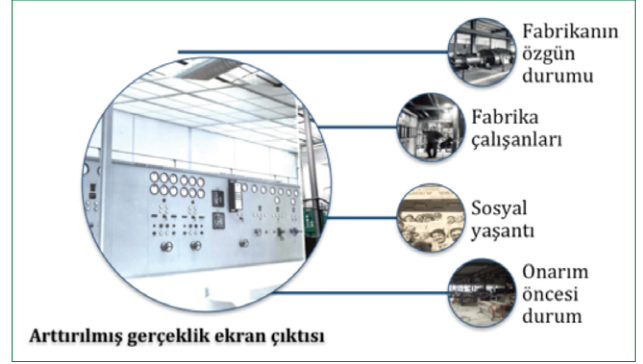 Fabrikanın
özgün
durumu
Fabrika
çalışanları
Sosyal
yaşantı
Onarım
öncesi
durum
Arttırılmış gerçeklik ekran çıktısı